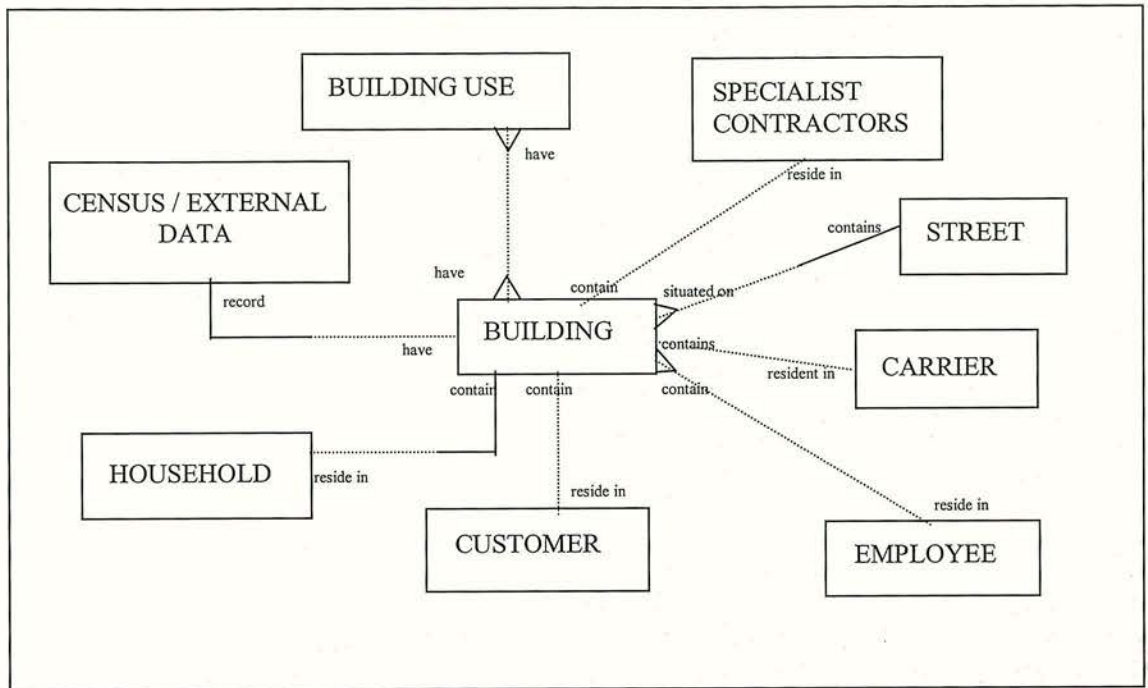 BUILDING USE
SPECIALIST
CONTRACTORS
have
reside in
CENSUS / EXTERNAL
DATA
contains
STREET
have
contain
situated on
record
BUILDING
have
contains
resident in
CARRIER
contain
contain
contain
HOUSEHOLD
reside in
reside in
reside in
CUSTOMER
EMPLOYEE